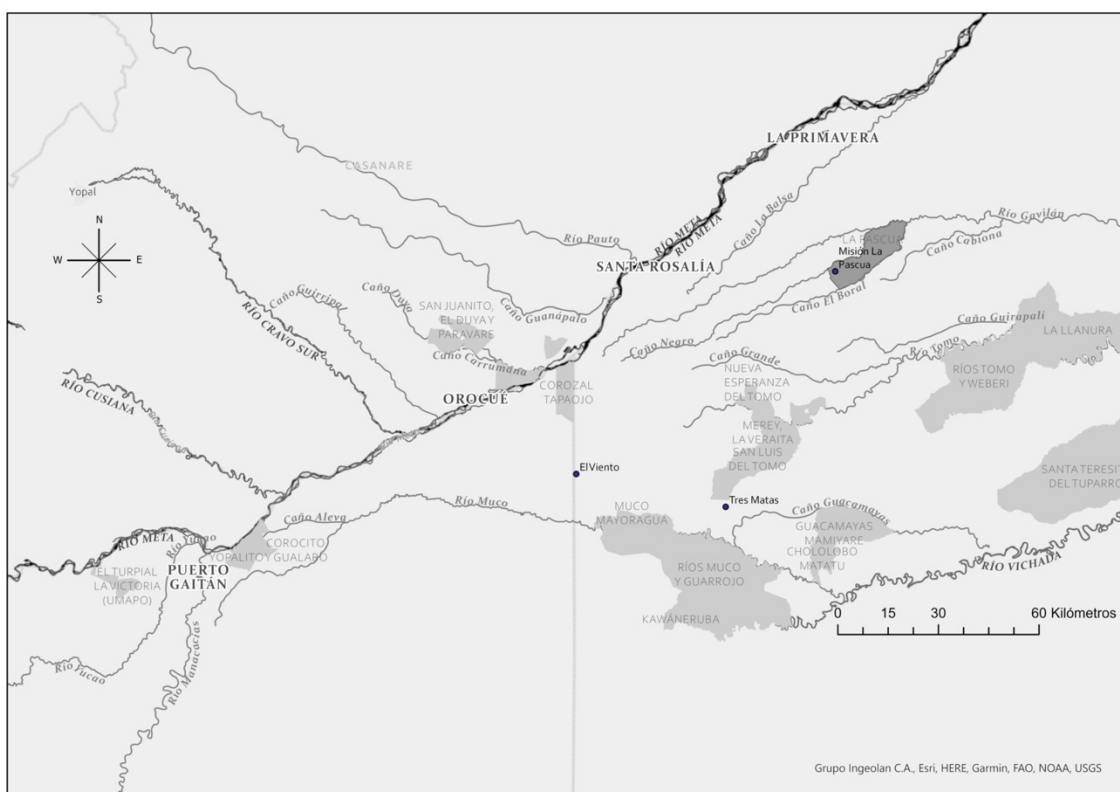 LA PRIMAVERA
CASANARE
Yopal
N
W
E
S
Río Pauto
RÍO META
RÍO META
Caño La Balsa
Río Gavilán
LA PASCUA
Misión La
Pascua
Caño Cabiona
SANTA ROSALÍA
Caño El Boral
Caño Guirripa
Caño Duya
SAN JUANITO,
EL DUYA Y
PARAVARE
Caño Guanápalo
RÍO CRAVO SUR
Caño Carrumana
Caño Negro
Caño Grande
Caño Guirapali
Río Tomo
LA LLANURA
RÍO CUSIANA
OROCUÉ
COROZAL
TAPAOJO
NUEVA
ESPERANZA
DEL TOMO
RÍOS TOMO
Y WEBERI
MEREY,
LA VERAITA
SAN LUIS
DEL TOMO
El Viento
Tres Matas
SANTA TERESIT
DEL TUPARRO
Río Muco
MUCO
MAYORAGUA
Caño Guacamayas
Caño Aleva
GUACAMAYAS
MAMIYARE
CHOLOLOBO
MATATU
COROCITO
YOPALITO Y GUALABO
RÍO META
Río Yucao
PUERTO
GAITÁN
EL TURPIAL
LA VICTORIA
(UMAPO)
RÍOS MUCO
Y GUARROJO
RÍO VICHADA
KAWANERUBA
0 15 30 60 Kilómetros
Río Yucao
Río Manacacías
Grupo Ingeolan C.A., Esri, HERE, Garmin, FAO, NOAA, USGS